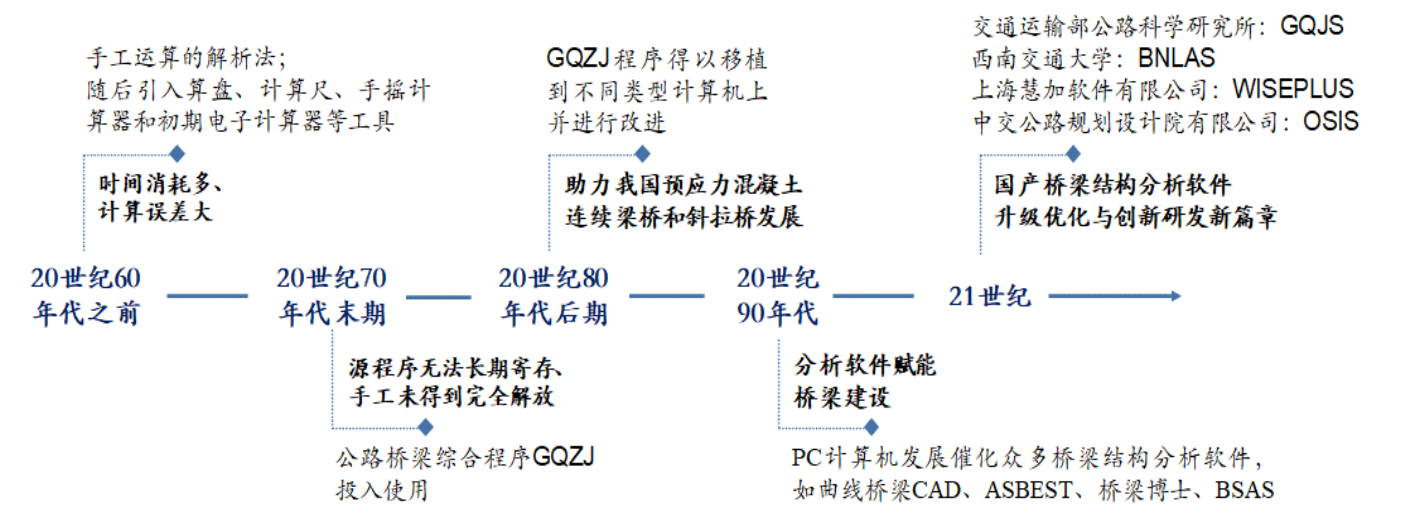 手工运算的解析法；
随后引入算盘、计算尺、手摇计
算器和初期电子计算器等工具
时间消耗多、
计算误差大
20世纪60
年代之前
20世纪70
年代末期
源程序无法长期寄存、
手工未得到完全解放
公路桥梁综合程序GQZJ
投入使用
GQZJ程序得以移植
到不同类型计算机上
并进行改进
助力我国预应力混凝土
连续梁桥和斜拉桥发展
20世纪80
年代后期
20世纪
90年代
分析软件赋能
桥梁建设
PC计算机发展催化众多桥梁结构分析软件，
如曲线桥梁CAD、ASBEST、桥梁博士、BSAS
交通运输部公路科学研究所：GQJS
西南交通大学：BNLAS
上海慧加软件有限公司：WISEPLUS
中交公路规划设计院有限公司：OSIS
国产桥梁结构分析软件
升级优化与创新研发新篇章
21世纪